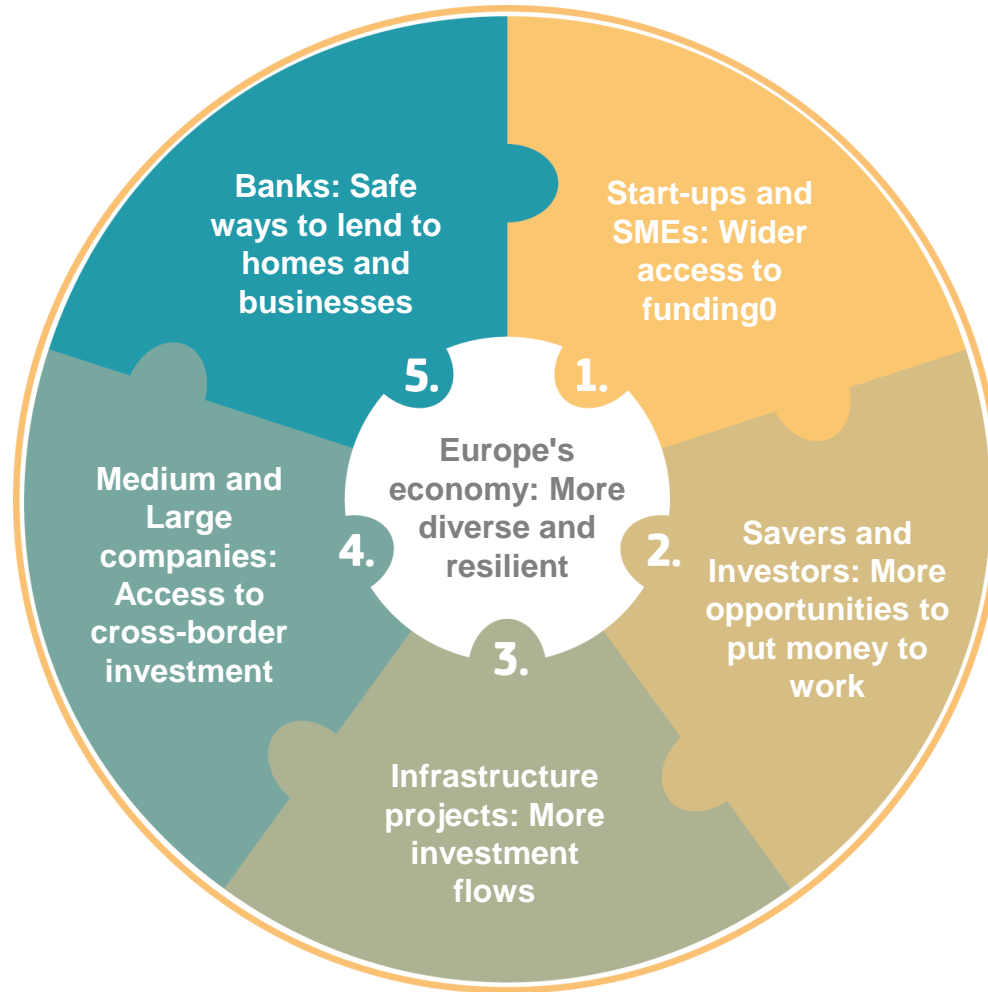 Banks: Safe
ways to lend to
homes and
businesses
5.
Start-ups and
SMEs: Wider
access to
funding0
1.
Europe's
economy: More
diverse and
resilient
Medium and
Large
companies:
Access to
cross-border
investment
4.
2.
Savers and
Investors: More
opportunities to
put money to
work
3.
Infrastructure
projects: More
investment
flows